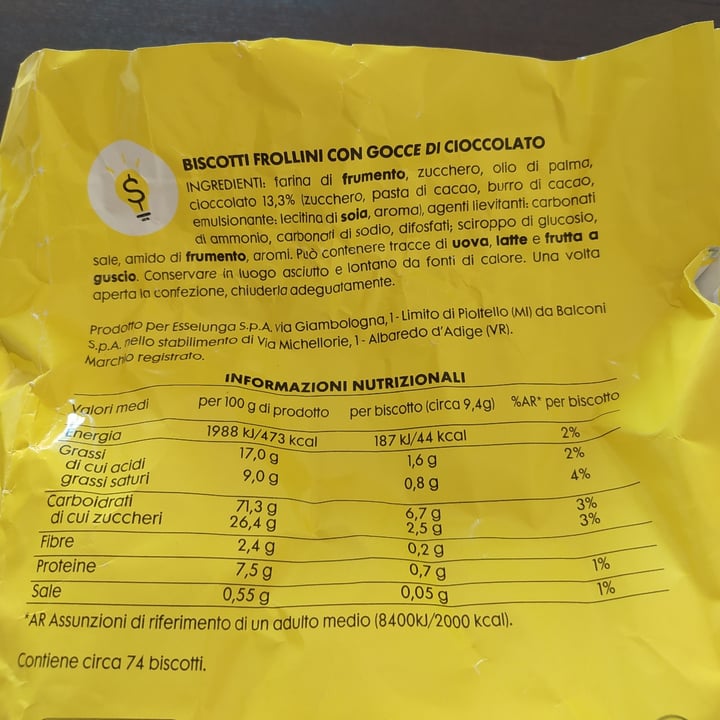 $
BISCOTTI FROLLINI CON GOCCE DI CIOCCOLATO
INGREDIENTI: farina di frumento, zucchero, olio di palma,
cioccolato 13,3% (zucchero, pasta di cacao, burro di cacao,
emulsionante: lecitina di soia, aroma), agenti lievitanti: carbonati
di ammonio, carbonati di sodio, difosfati; sciroppo di glucosio,
sale, amido di frumento, aromi. Può contenere tracce di uova, latte e frutta a
guscio. Conservare in luogo asciutto e lontano da fonti di calore. Una volta
aperta la confezione, chiuderla adeguatamente.
Prodotto per Esselunga S.p.A. via Giambologna, 1 - Limito di Pioltello (MI) da Balconi
S.p.A. nello stabilimento di Via Michellorie, 1 - Albaredo d'Adige (VR).
Marchio registrato.
INFORMAZIONI NUTRIZIONALI
Valori medi per 100 g di prodotto per biscotto (circa 9,4g) %AR* per biscotto
Energia 1988 kJ/473 kcal 187 kJ/44 kcal 2%
Grassi 17,0 g 1,6 g 2%
di cui acidi
grassi saturi 9,0 g 0,8 g 4%
Carboidrati 71,3 g 6,7 g 3%
di cui zuccheri 26,4 g 2,5 g 3%
Fibre 2,4 g 0,2 g
Proteine 7,5 g 0,7 g 1%
Sale 0,55 g 0,05 g 1%
*AR Assunzioni di riferimento di un adulto medio (8400kJ/2000 kcal).
Contiene circa 74 biscotti.